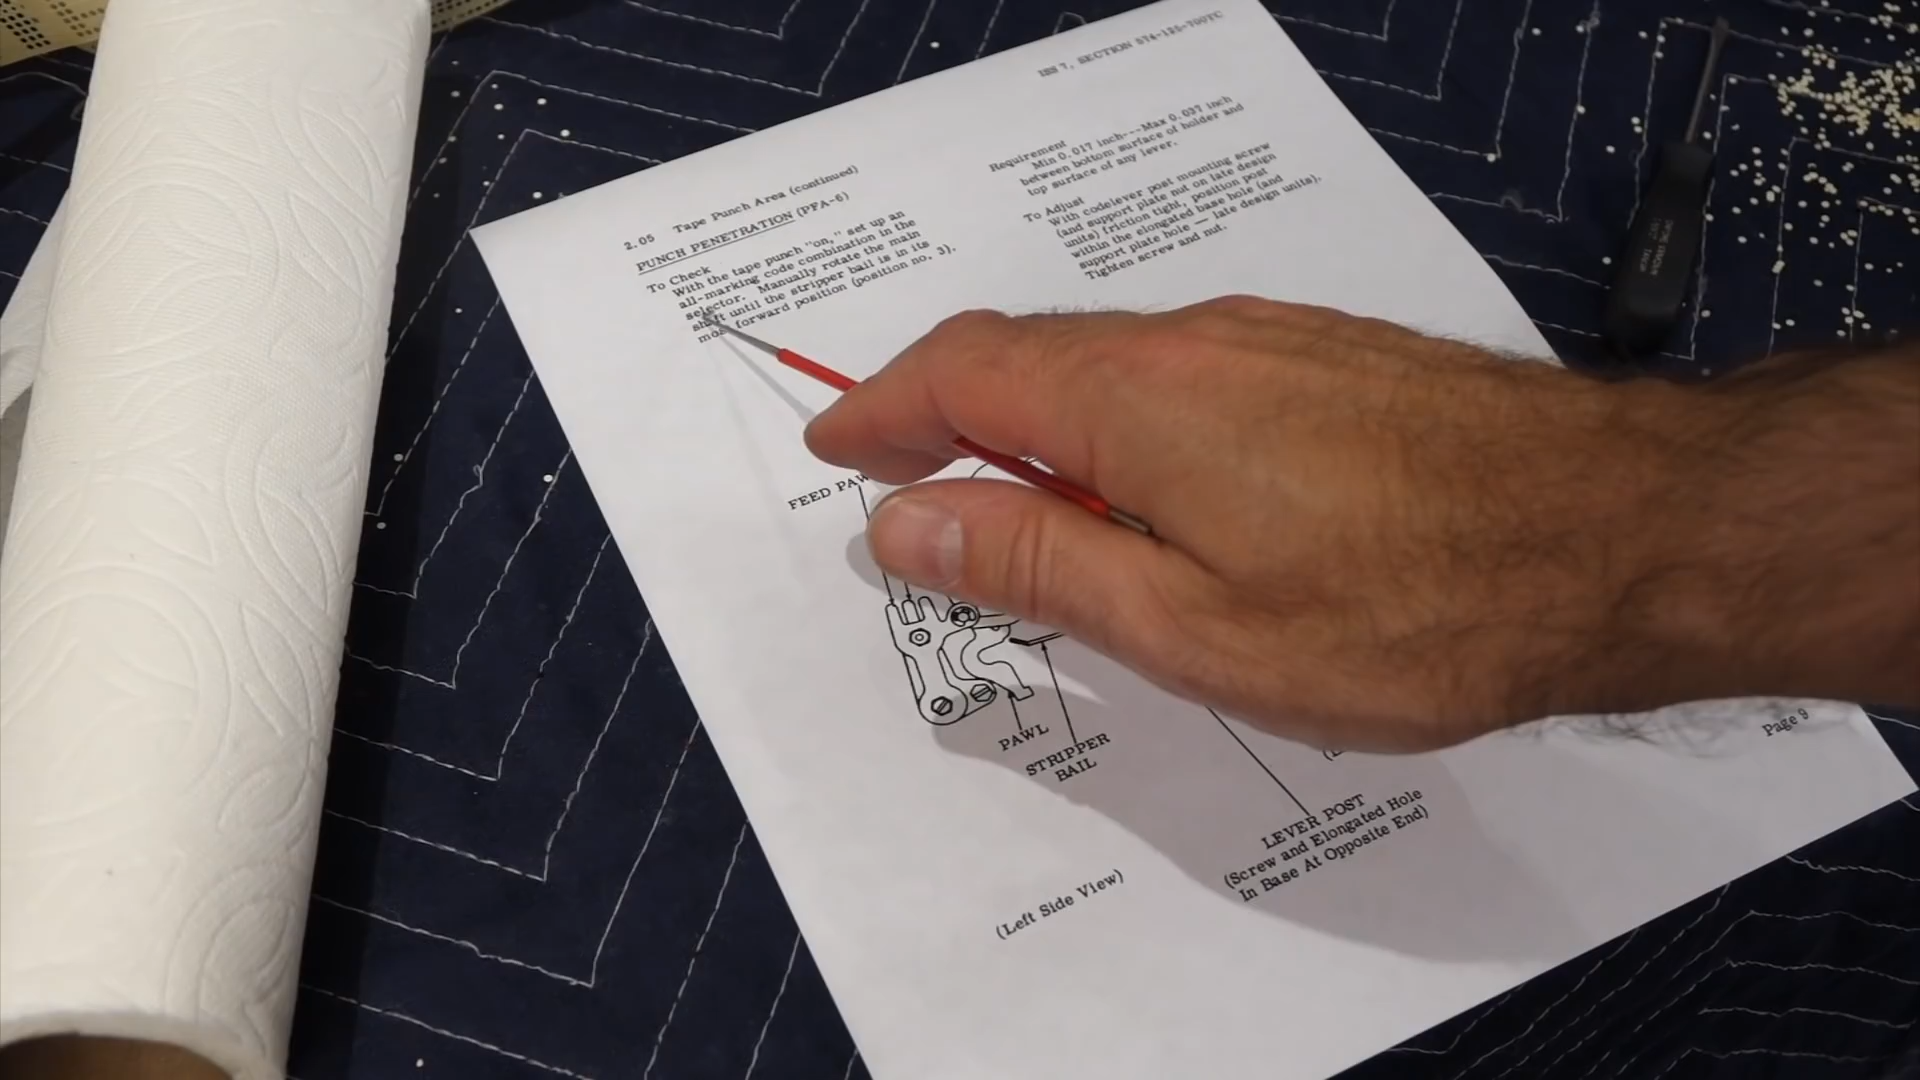 ISS 7, SECTION 574-125-700TC
2.05 Tape Punch Area (continued)
PUNCH PENETRATION (PFA-6)
To Check
With the tape punch "on," set up an
all-marking code combination in the
selector. Manually rotate the main
shaft until the stripper bail is in its
most forward position (position no. 3).
Requirement
Min 0.017 inch---Max 0.027 inch
between bottom surface of holder and
top surface of any lever.
To Adjust
With codelever post mounting screw
(and support plate nut on late design
units) friction tight, position post
within the elongated base hole (and
support plate hole — late design units).
Tighten screw and nut.
FEED PAW
PAWL
STRIPPER
BAIL
LEVER POST
(Screw and Elongated Hole
In Base At Opposite End)
(Left Side View)
Page 9